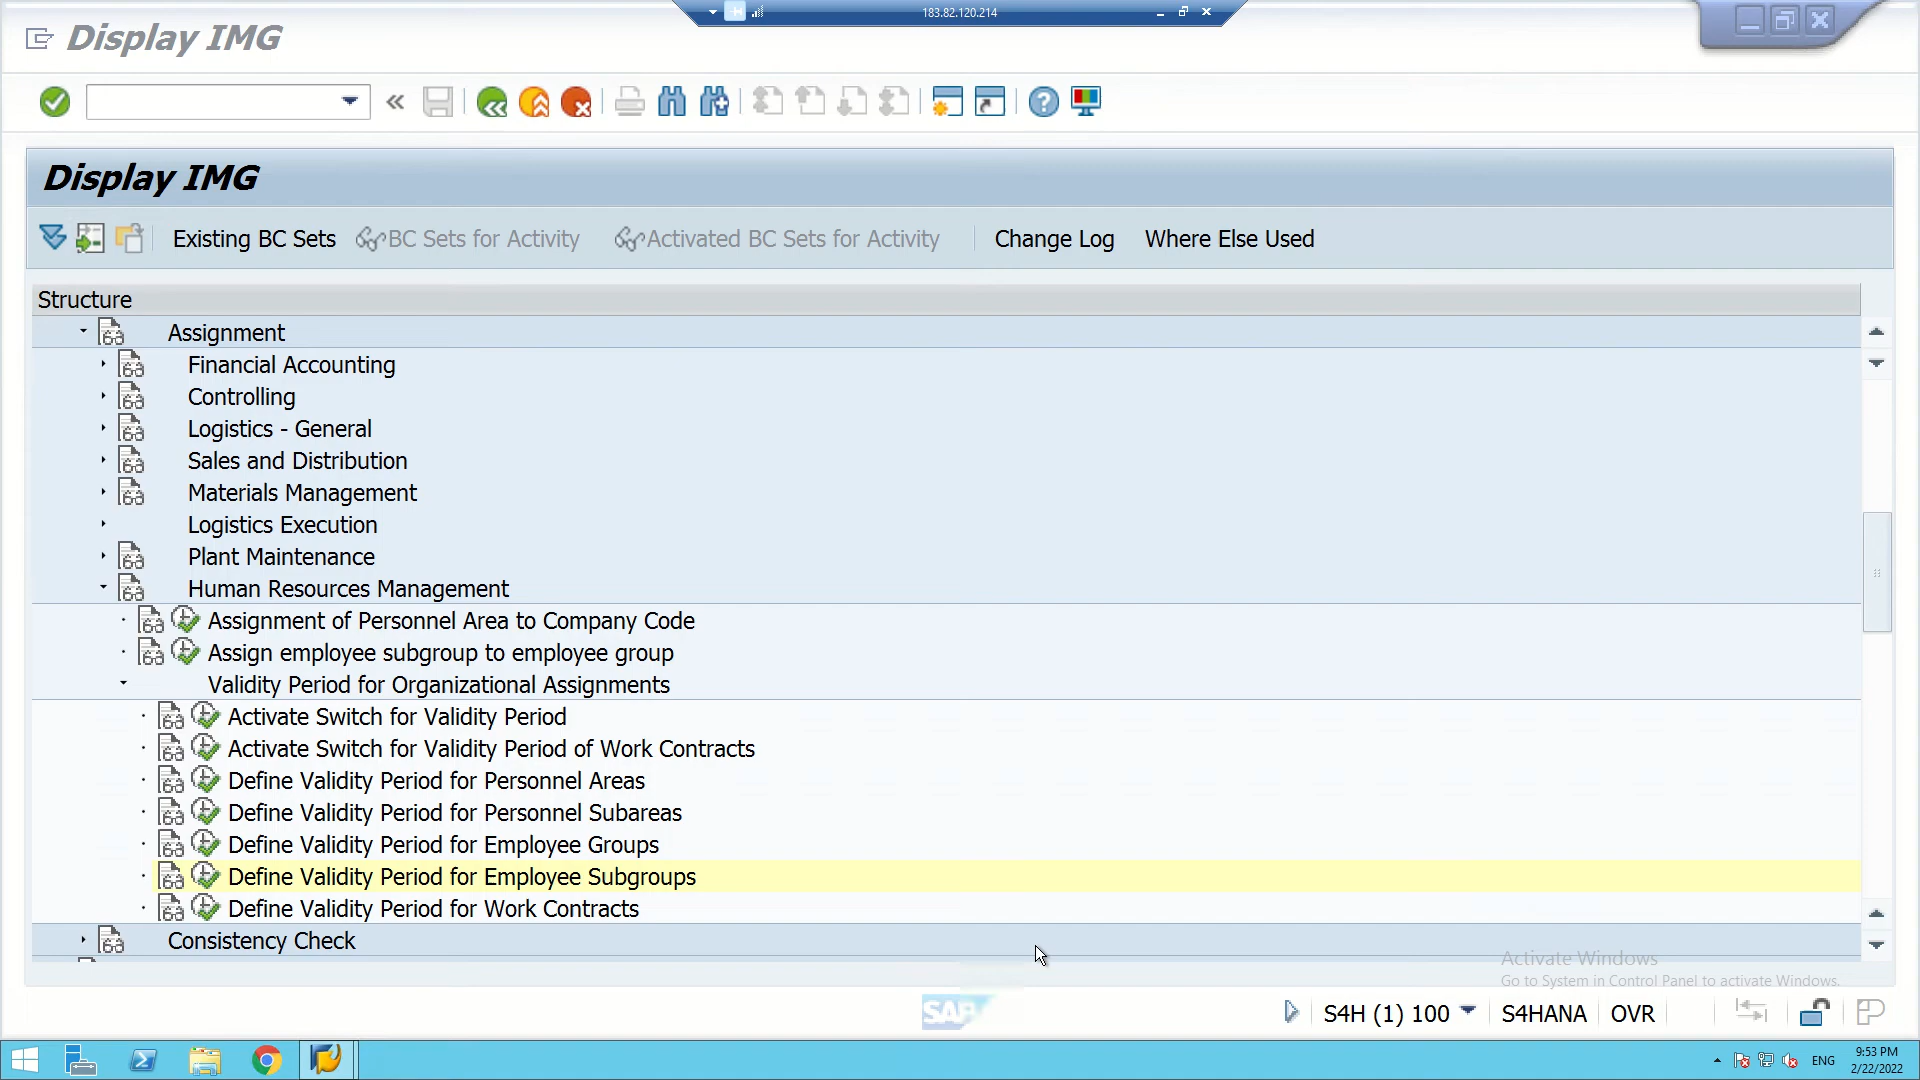 183.82.120.214
Display IMG
Display IMG
Existing BC Sets BC Sets for Activity Activated BC Sets for Activity Change Log Where Else Used
Structure
Assignment
Financial Accounting
Controlling
Logistics - General
Sales and Distribution
Materials Management
Logistics Execution
Plant Maintenance
Human Resources Management
Assignment of Personnel Area to Company Code
Assign employee subgroup to employee group
Validity Period for Organizational Assignments
Activate Switch for Validity Period
Activate Switch for Validity Period of Work Contracts
Define Validity Period for Personnel Areas
Define Validity Period for Personnel Subareas
Define Validity Period for Employee Groups
Define Validity Period for Employee Subgroups
Define Validity Period for Work Contracts
Consistency Check
Activate Windows
Go to System in Control Panel to activate Windows.
SAP
S4H (1) 100 S4HANA OVR
ENG
9:53 PM
2/22/2022